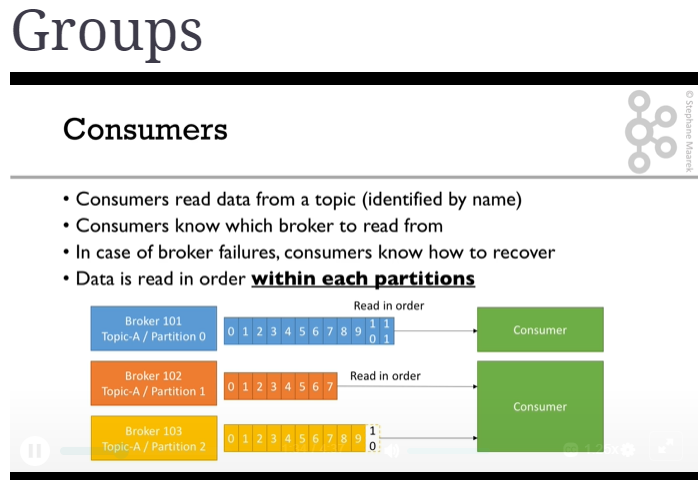 Groups
© Stephane Maarek
Consumers
• Consumers read data from a topic (identified by name)
• Consumers know which broker to read from
• In case of broker failures, consumers know how to recover
• Data is read in order within each partitions
Read in order
Broker 101
Topic-A / Partition 0
0 1 2 3 4 5 6 7 8 9 10 11
Consumer
Broker 102
Topic-A / Partition 1
0 1 2 3 4 5 6 7
Read in order
Consumer
Broker 103
Topic-A / Partition 2
0 1 2 3 4 5 6 7 8 9 10
1.75x